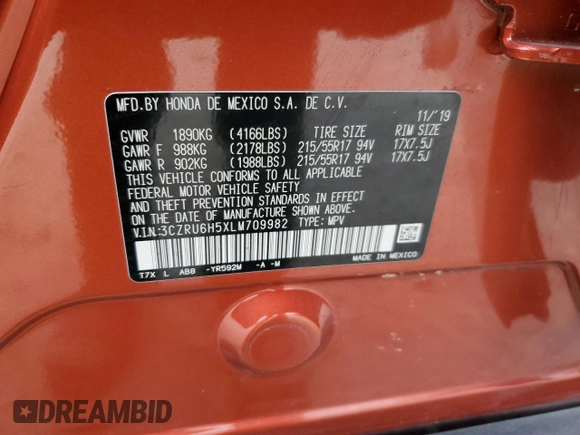 MFD.BY HONDA DE MEXICO S.A. DE C.V.
11/'19
GVWR 1890KG (4166LBS) TIRE SIZE RIM SIZE
GAWR F 988KG (2178LBS) 215/55R17 94V 17X7.5J
GAWR R 902KG (1988LBS) 215/55R17 94V 17X7.5J
THIS VEHICLE CONFORMS TO ALL APPLICABLE
FEDERAL MOTOR VEHICLE SAFETY
AND THEFT PREVENTION STANDARDS IN EFFECT
ON THE DATE OF MANUFACTURE SHOWN ABOVE.
V.I.N:3CZRU6H5XLM709982 TYPE: MPV
T7X L AB8 -YR592M -A -M
MADE IN MEXICO
DREAMBID